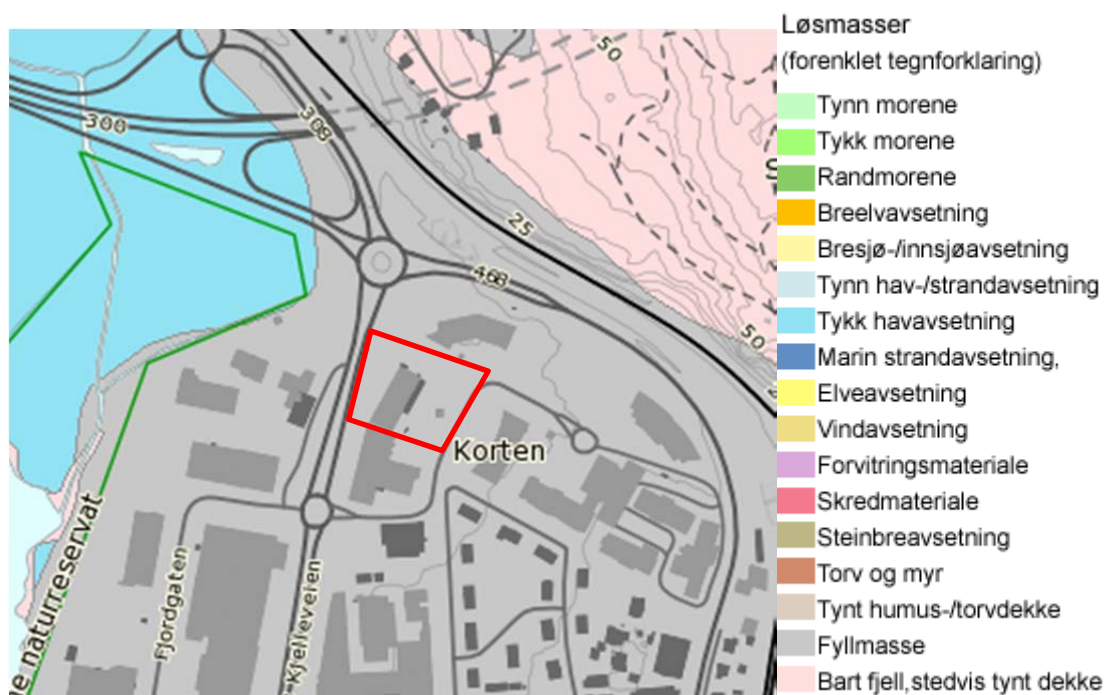 Løsmasser
(forenklet tegnforklaring)
Tynn morene
Tykk morene
Randmorene
Breelvavsetning
Bresjø-/innsjøavsetning
Tynn hav-/strandavsetning
Tykk havavsetning
Marin strandavsetning,
Elveavsetning
Vindavsetning
Forvitringsmateriale
Skredmateriale
Steinbreavsetning
Torv og myr
Tynt humus-/torvdekke
Fyllmasse
Bart fjell,stedvis tynt dekke
50
300
308
S
25
468
50
Korten
le naturreservat
Fjordgaten
Kjelleveien